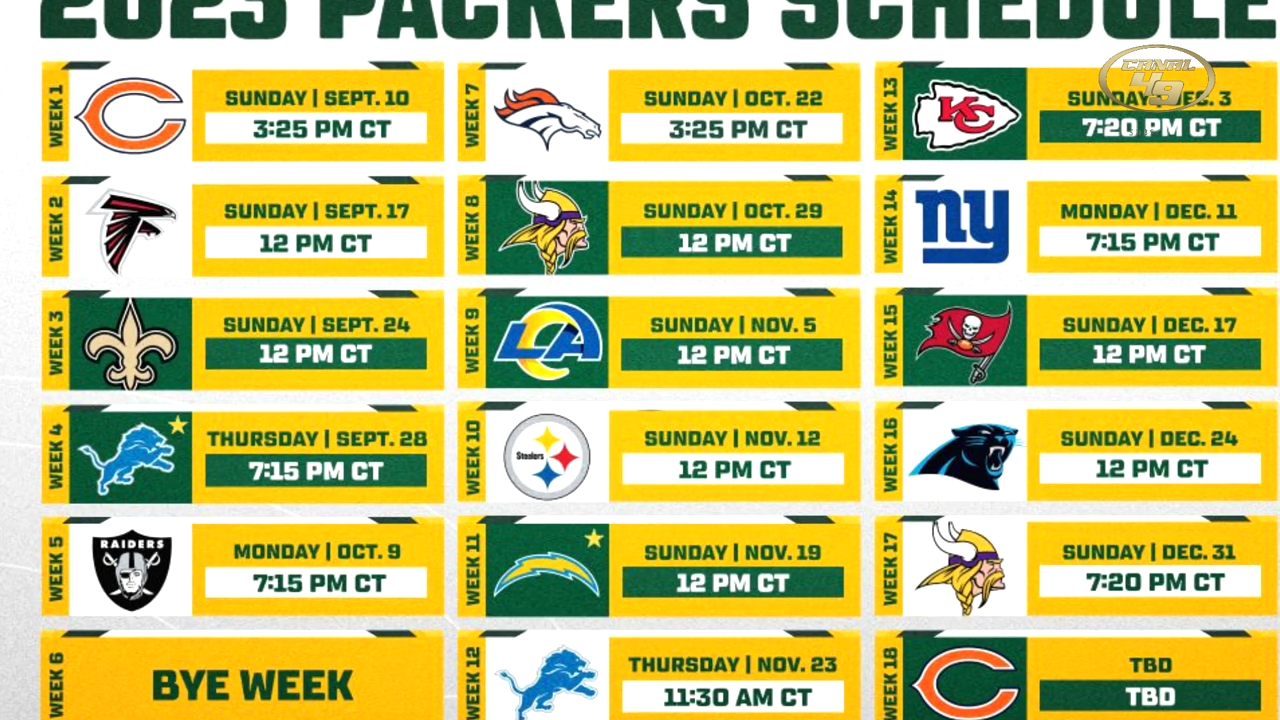 2023 PACKERS SCHEDULE
WEEK 1
SUNDAY | SEPT. 10
3:25 PM CT
WEEK 2
SUNDAY | SEPT. 17
12 PM CT
WEEK 3
SUNDAY | SEPT. 24
12 PM CT
WEEK 4
THURSDAY | SEPT. 28
7:15 PM CT
WEEK 5
RAIDERS
MONDAY | OCT. 9
7:15 PM CT
WEEK 6
BYE WEEK
WEEK 7
SUNDAY | OCT. 22
3:25 PM CT
WEEK 8
SUNDAY | OCT. 29
12 PM CT
WEEK 9
LA
SUNDAY | NOV. 5
12 PM CT
WEEK 10
Steelers
SUNDAY | NOV. 12
12 PM CT
WEEK 11
SUNDAY | NOV. 19
12 PM CT
WEEK 12
THURSDAY | NOV. 23
11:30 AM CT
WEEK 13
KC
CANAL
48
SUNDAY | DEC. 3
7:20 PM CT
WEEK 14
ny
MONDAY | DEC. 11
7:15 PM CT
WEEK 15
SUNDAY | DEC. 17
12 PM CT
WEEK 16
SUNDAY | DEC. 24
12 PM CT
WEEK 17
SUNDAY | DEC. 31
7:20 PM CT
WEEK 18
C
TBD
TBD